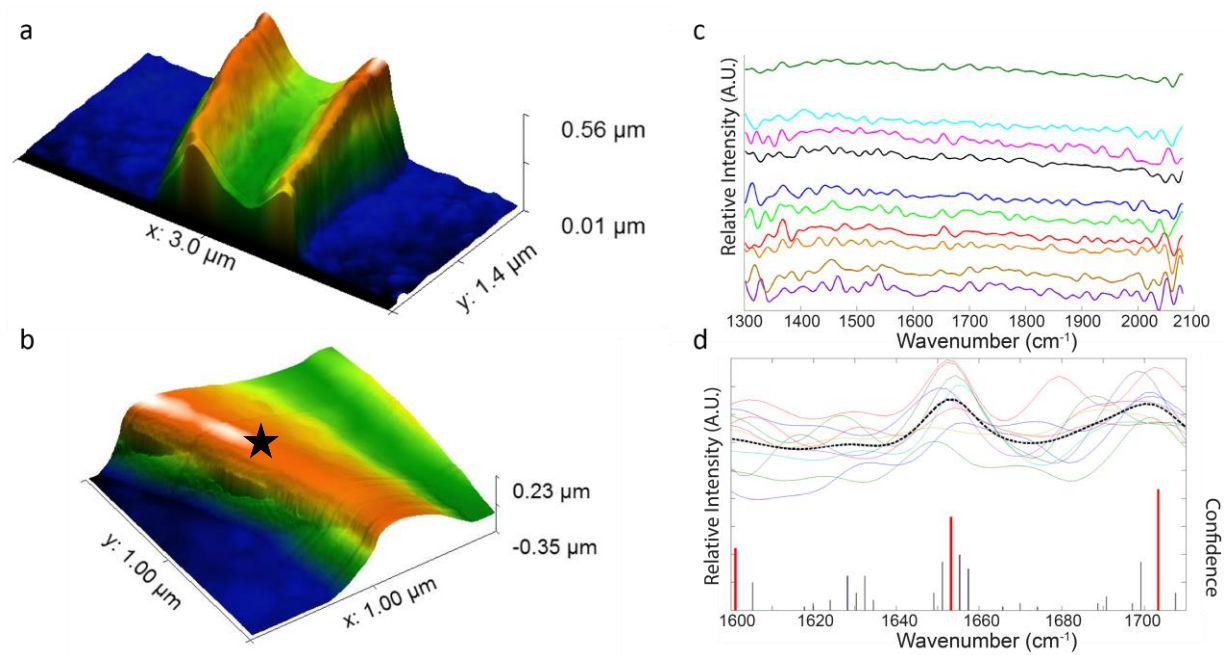 a
0.56 µm
0.01 µm
x: 3.0 µm
y: 1.4 µm
b
0.23 µm
-0.35 µm
y: 1.00 µm
x: 1.00 µm
c
Relative Intensity (A.U.)
1300 1400 1500 1600 1700 1800 1900 2000 2100
Wavenumber (cm⁻¹)
d
Relative Intensity (A.U.)
Confidence
1600 1620 1640 1660 1680 1700
Wavenumber (cm⁻¹)